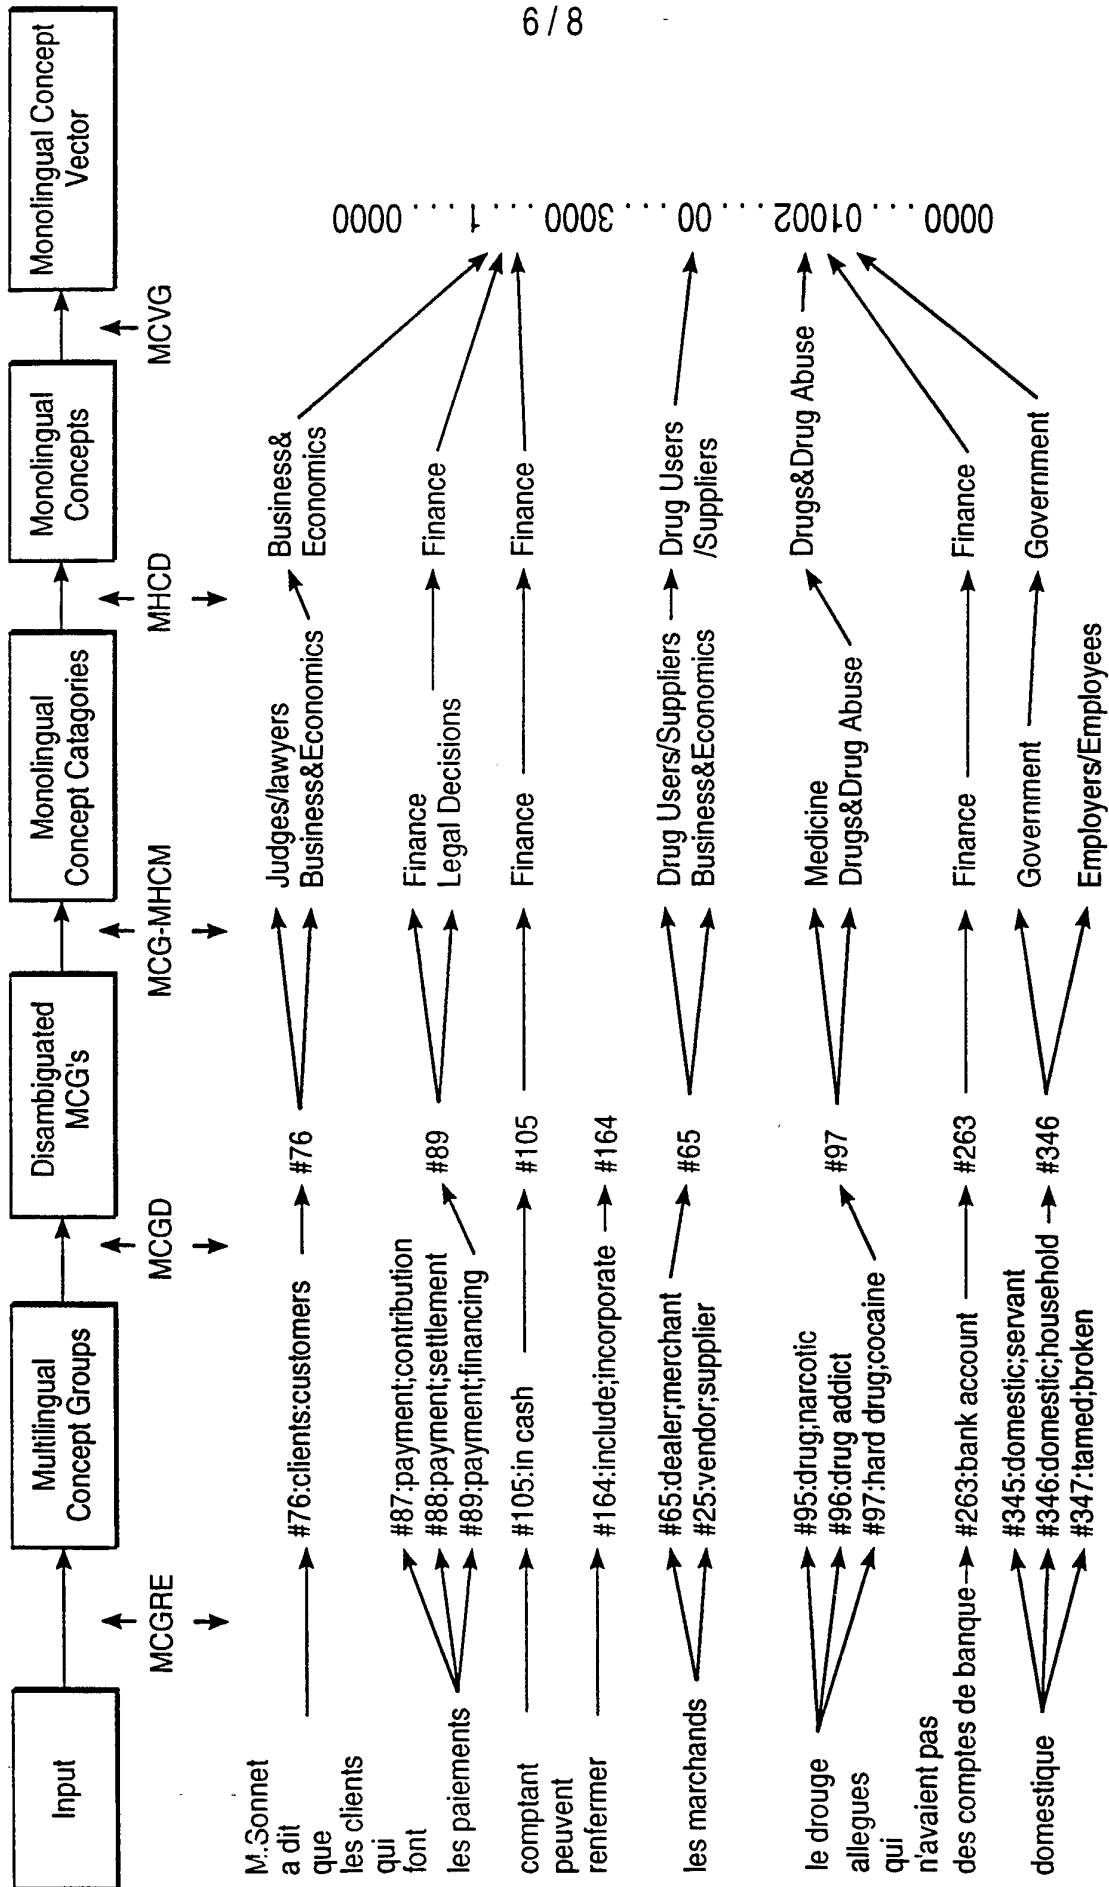 8 / 9
Input
Multilingual
Concept Groups
Disambiguated
MCG's
Monolingual
Concept Catagories
Monolingual
Concepts
Monolingual Concept
Vector
MCGRE
MCGD
MCG-MHCM
MHCD
MCVG
M.Sonnet
a dit
que
les clients
qui
font
#76:clients:customers
#76
Judges/lawyers
Business&Economics
Business&
Economics
les paiements
#87:payment;contribution
#88:payment;settlement
#89:payment;financing
#89
Finance
Legal Decisions
Finance
comptant
peuvent
renfermer
#105:in cash
#105
Finance
Finance
#164:include;incorporate
#164
les marchands
#65:dealer;merchant
#25:vendor;supplier
#65
Drug Users/Suppliers
Business&Economics
Drug Users
/Suppliers
le drouge
allegues
qui
n'avaient pas
des comptes de banque
#95:drug;narcotic
#96:drug addict
#97:hard drug;cocaine
#97
Medicine
Drugs&Drug Abuse
Drugs&Drug Abuse
#263:bank account
#263
Finance
Finance
domestique
#345:domestic;servant
#346:domestic;household
#347:tamed;broken
#346
Government
Employers/Employees
Government
0000 . . . . 1 . . . 3000 . . . . 00 . . . . 01002 . . . . 0000